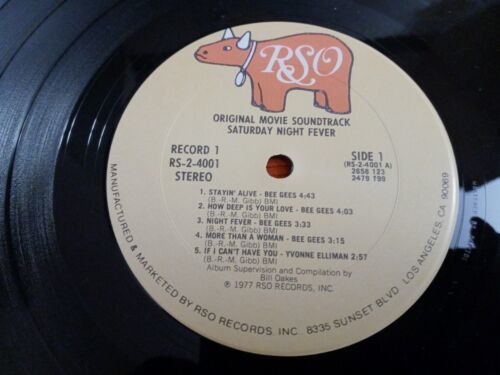 RSO
ORIGINAL MOVIE SOUNDTRACK
SATURDAY NIGHT FEVER
RECORD 1
RS-2-4001
STEREO
SIDE 1
(RS-2-4001 A)
2658 123
2479 199
1. STAYIN' ALIVE - BEE GEES 4:43
(B.-R.-M. Gibb) BMI
2. HOW DEEP IS YOUR LOVE - BEE GEES 4:03
(B.-R.-M. Gibb) BMI
3. NIGHT FEVER - BEE GEES 3:33
(B.-R.-M. Gibb) BMI
4. MORE THAN A WOMAN - BEE GEES 3:15
(B.-R.-M. Gibb) BMI
5. IF I CAN'T HAVE YOU - YVONNE ELLIMAN 2:57
(B.-R.-M. Gibb) BMI
Album Supervision and Compilation by
Bill Oakes
℗ 1977 RSO RECORDS, INC.
MANUFACTURED & MARKETED BY RSO RECORDS, INC. 8335 SUNSET BLVD. LOS ANGELES, CA 90069